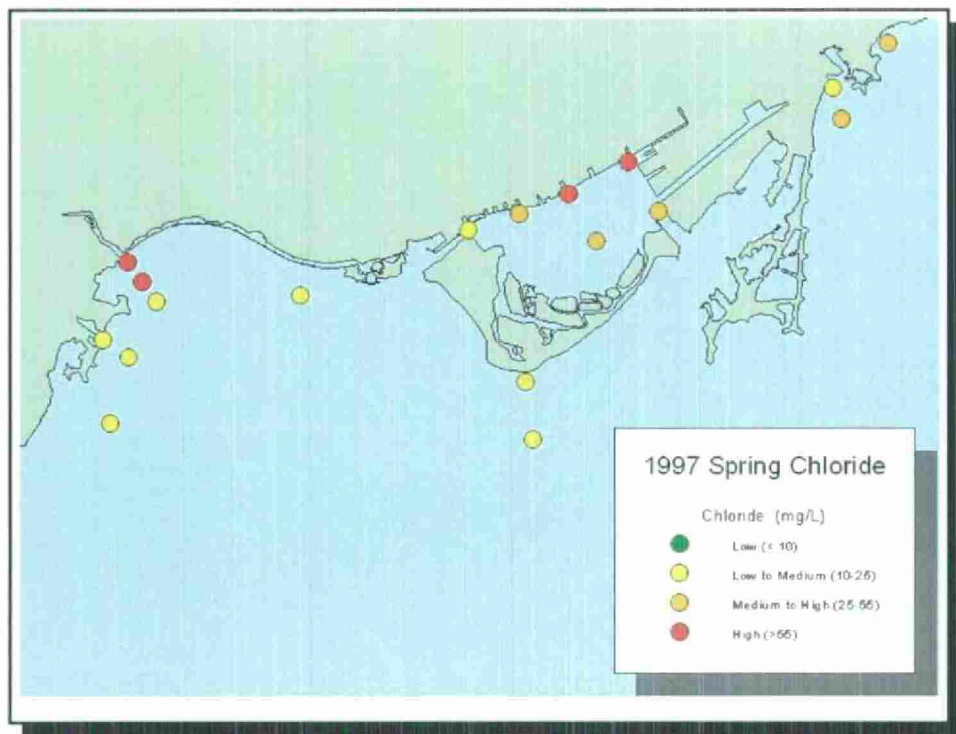 1997 Spring Chloride
Chloride (mg/L)
Low (< 10)
Low to Medium (10-25)
Medium to High (25-55)
High (>55)